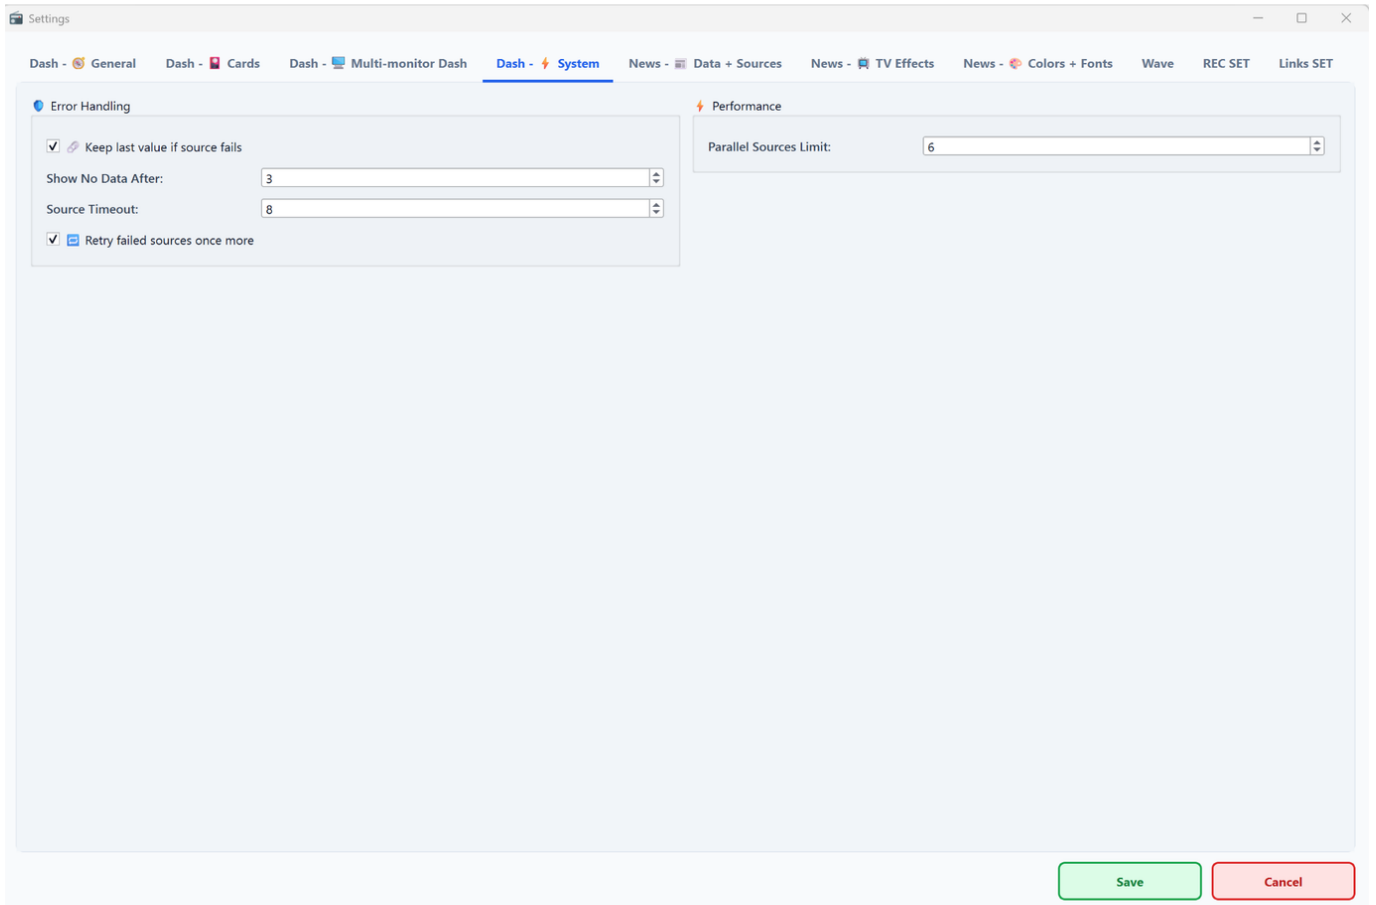 Settings
Dash - General Dash - Cards Dash - Multi-monitor Dash Dash - System News - Data + Sources News - TV Effects News - Colors + Fonts Wave REC SET Links SET
Error Handling
Keep last value if source fails
Show No Data After: 3
Source Timeout: 8
Retry failed sources once more
Performance
Parallel Sources Limit: 6
Save Cancel